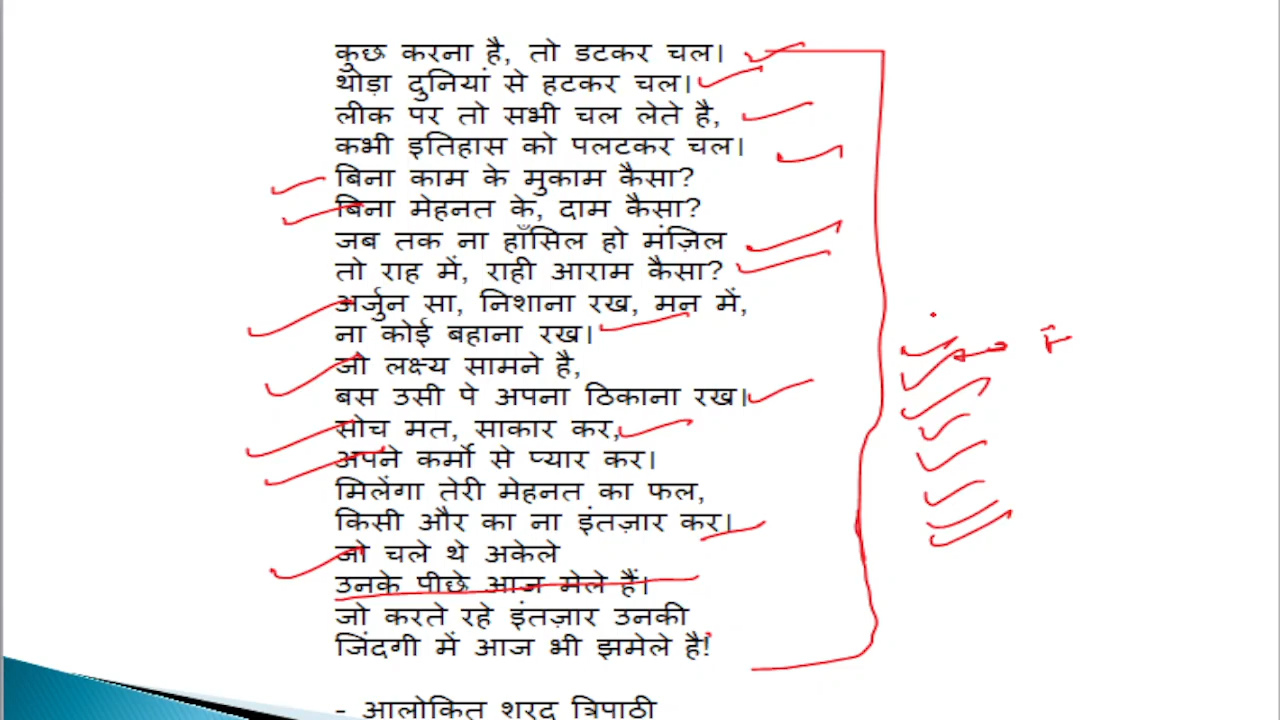 कुछ करना है, तो डटकर चल।
थोड़ा दुनियां से हटकर चल।
लीक पर तो सभी चल लेते है,
कभी इतिहास को पलटकर चल।
बिना काम के मुकाम कैसा?
बिना मेहनत के, दाम कैसा?
जब तक ना हाँसिल हो मंज़िल
तो राह में, राही आराम कैसा?
अर्जुन सा, निशाना रख, मन में,
ना कोई बहाना रख।
जो लक्ष्य सामने है,
बस उसी पे अपना ठिकाना रख।
सोच मत, साकार कर,
अपने कर्मो से प्यार कर।
मिलेंगा तेरी मेहनत का फल,
किसी और का ना इंतज़ार कर।
जो चले थे अकेले
उनके पीछे आज मेले हैं।
जो करते रहे इंतज़ार उनकी
जिंदगी में आज भी झमेले है!
- आलोकित शरद त्रिपाठी